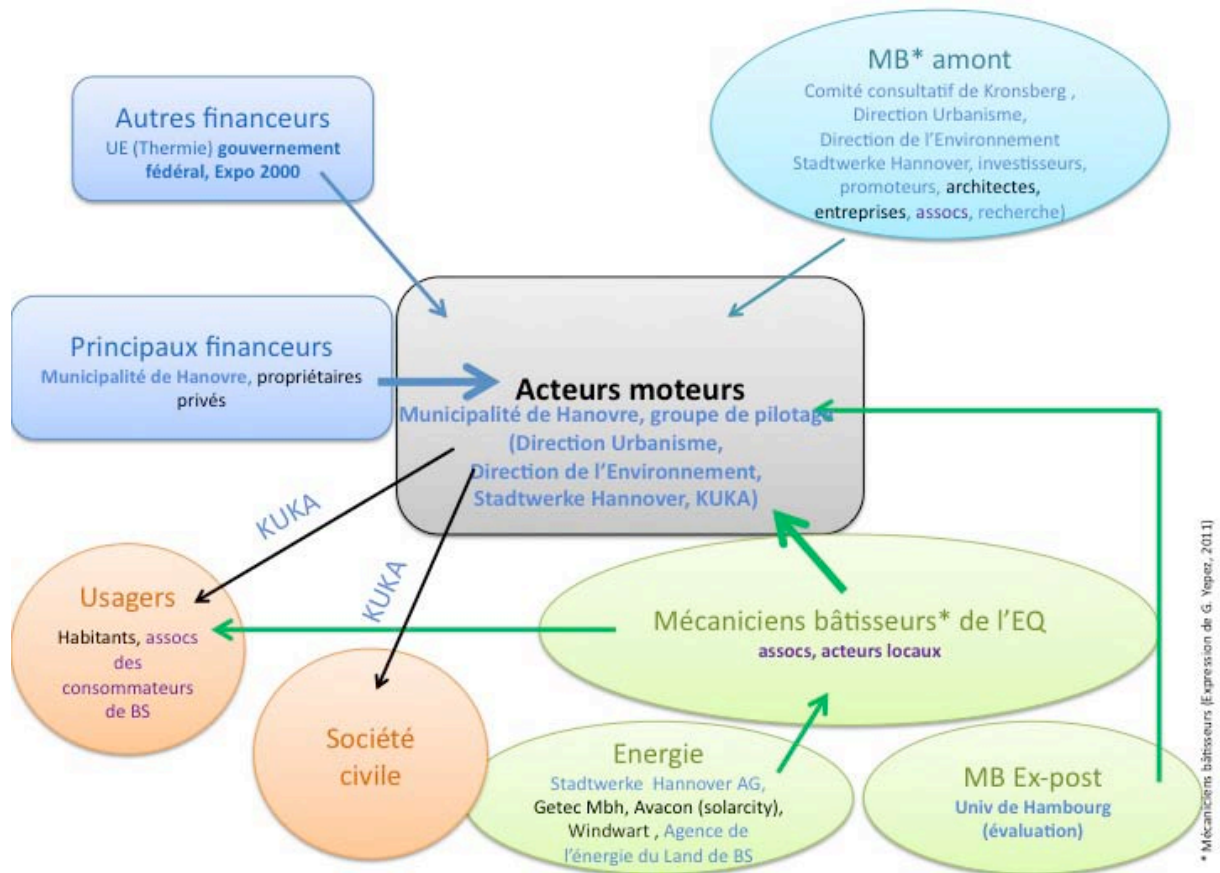 Autres financeurs
UE (Thermie) gouvernement
fédéral, Expo 2000
MB* amont
Comité consultatif de Kronsberg ,
Direction Urbanisme,
Direction de l'Environnement
Stadtwerke Hannover, investisseurs,
promoteurs, architectes,
entreprises, assocs, recherche)
Principaux financeurs
Municipalité de Hanovre, propriétaires
privés
Acteurs moteurs
Municipalité de Hanovre, groupe de pilotage
(Direction Urbanisme,
Direction de l'Environnement,
Stadtwerke Hannover, KUKA)
KUKA
KUKA
Usagers
Habitants, assocs
des
consommateurs
de BS
Société
civile
Mécaniciens bâtisseurs* de l'EQ
assocs, acteurs locaux
Energie
Stadtwerke Hannover AG,
Getec Mbh, Avacon (solarcity),
Windwart , Agence de
l'énergie du Land de BS
MB Ex-post
Univ de Hambourg
(évaluation)
* Mécaniciens bâtisseurs (Expression de G. Yepez, 2011)